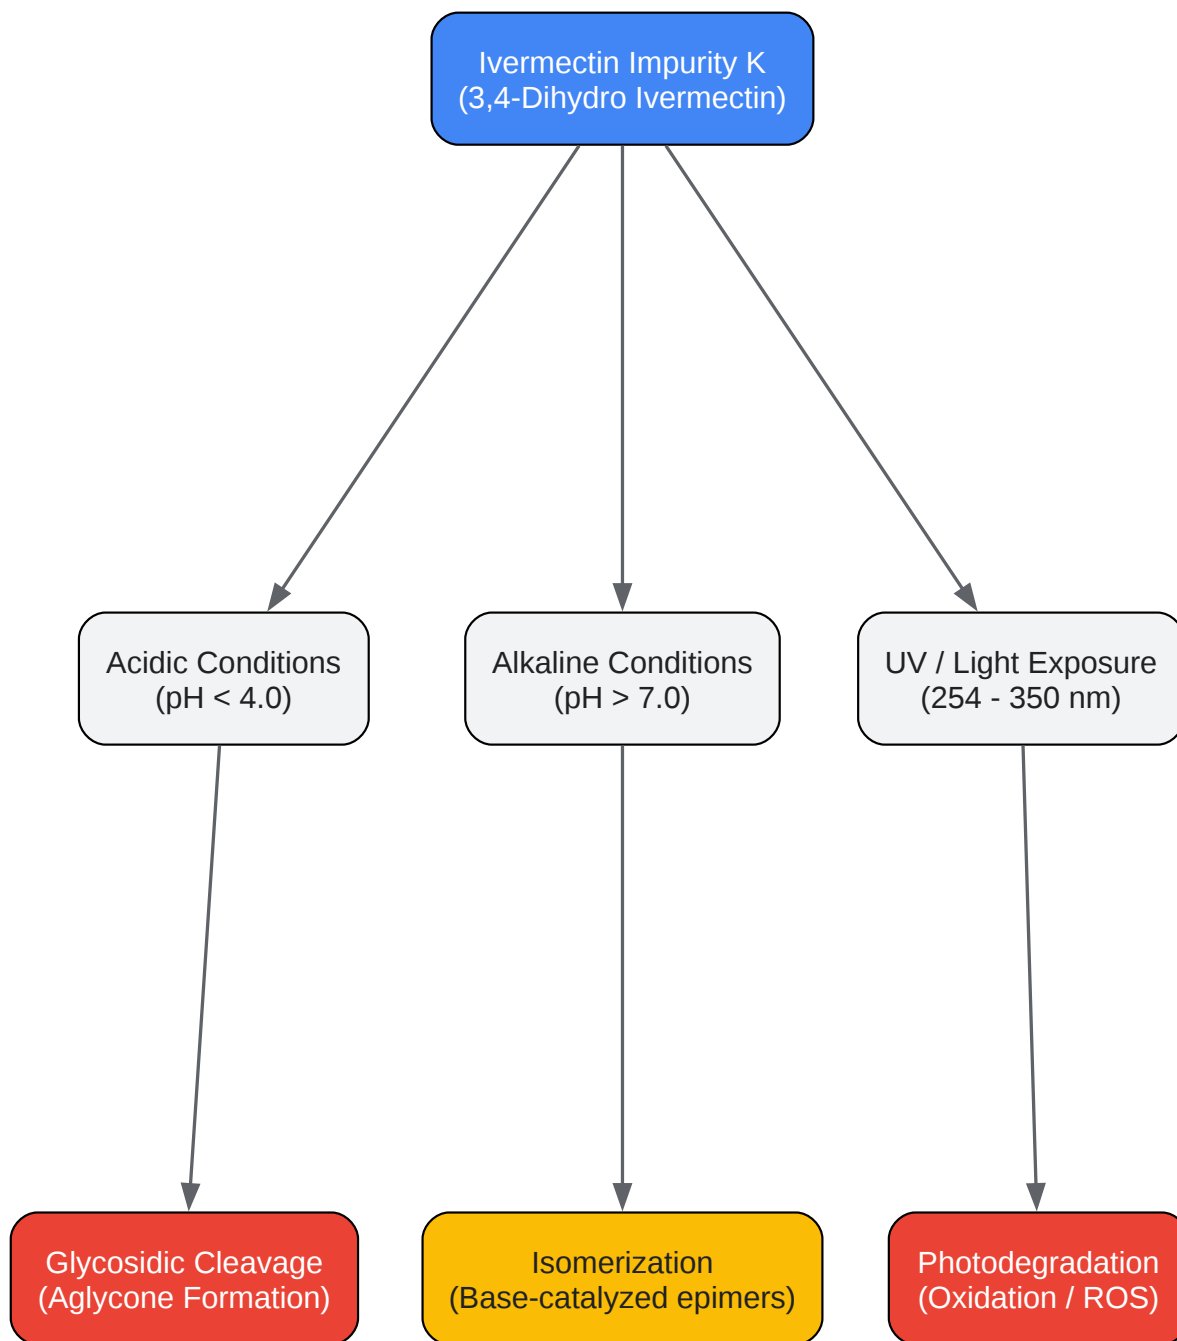 Ivermectin Impurity K
(3,4-Dihydro Ivermectin)
Acidic Conditions
(pH < 4.0)
Alkaline Conditions
(pH > 7.0)
UV / Light Exposure
(254 - 350 nm)
Glycosidic Cleavage
(Aglycone Formation)
Isomerization
(Base-catalyzed epimers)
Photodegradation
(Oxidation / ROS)